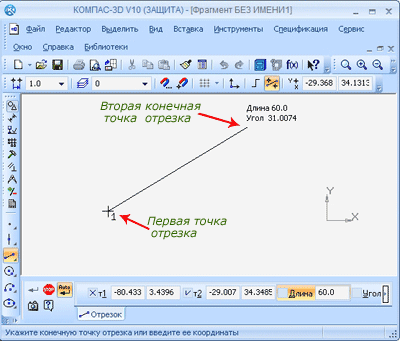 КОМПАС-3D V10 (ЗАЩИТА) - [Фрагмент БЕЗ ИМЕНИ1]
Файл Редактор Выделить Вид Вставка Инструменты Спецификация
Окно Справка Библиотеки
f(x)
1.0 0 -29.368 34.1313
Вторая конечная
точка отрезка
Длина 60.0
Угол 31.0074
Y
X
1
Первая точка
отрезка
STOP Auto т1 -80.433 3.4396 т2 -29.007 34.3485 Длина 60.0 Угол
Отрезок
Укажите конечную точку отрезка или введите ее координаты